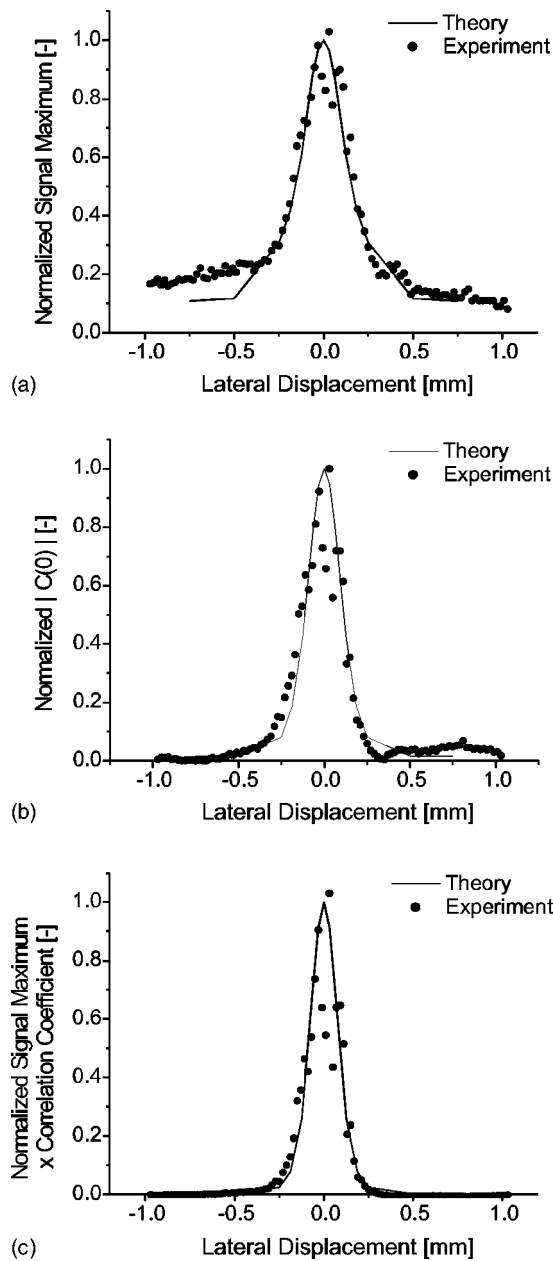 Theory
Experiment
1.0
0.8
0.6
0.4
0.2
0.0
Normalized Signal Maximum [-]
-1.0 -0.5 0.0 0.5 1.0
Lateral Displacement [mm]
(a)
Theory
Experiment
1.0
0.8
0.6
0.4
0.2
0.0
Normalized | C(0) | [-]
-1.0 -0.5 0.0 0.5 1.0
Lateral Displacement [mm]
(b)
Theory
Experiment
1.0
0.8
0.6
0.4
0.2
0.0
Normalized Signal Maximum
x Correlation Coefficient [-]
-1.0 -0.5 0.0 0.5 1.0
Lateral Displacement [mm]
(c)